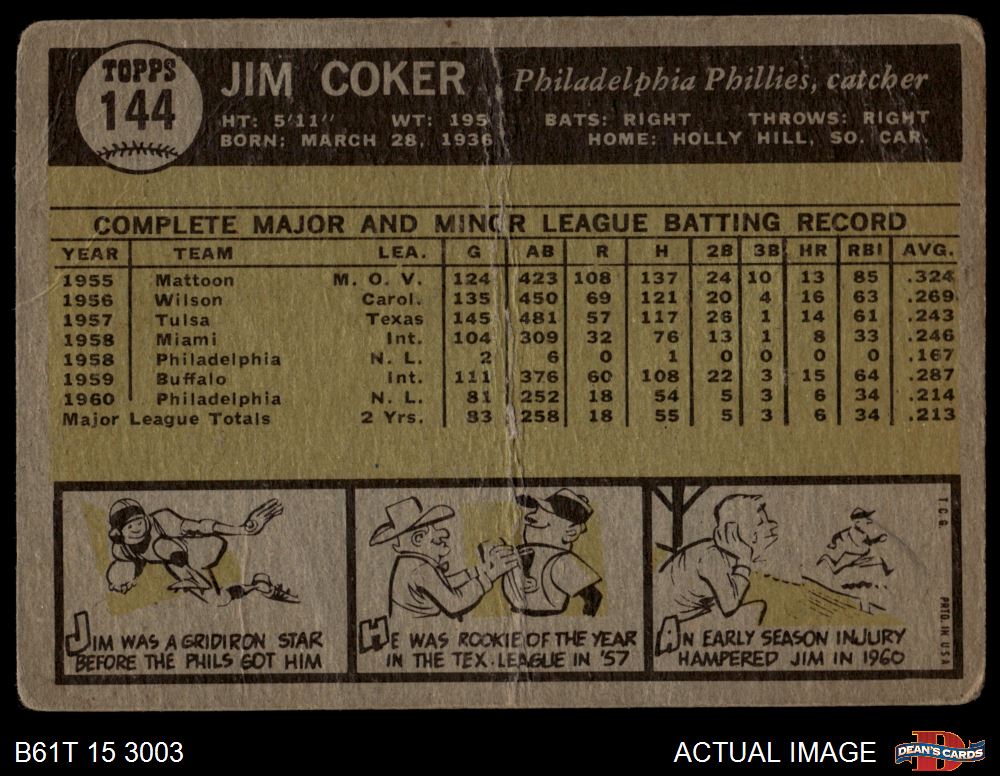 TOPPS
144
JIM COKER Philadelphia Phillies, catcher
HT: 5'11" WT: 195 BATS: RIGHT THROWS: RIGHT
BORN: MARCH 28, 1936 HOME: HOLLY HILL, SO. CAR.
COMPLETE MAJOR AND MINOR LEAGUE BATTING RECORD
YEAR TEAM LEA. G AB R H 2B 3B HR RBI AVG.
1955 Mattoon M. O. V. 124 423 108 137 24 10 13 85 .324
1956 Wilson Carol. 135 450 69 121 20 4 16 63 .269
1957 Tulsa Texas 145 481 57 117 26 1 14 61 .243
1958 Miami Int. 104 309 32 76 13 1 8 33 .246
1958 Philadelphia N. L. 2 6 0 1 0 0 0 0 .167
1959 Buffalo Int. 111 376 60 108 22 3 15 64 .287
1960 Philadelphia N. L. 81 252 18 54 5 3 6 34 .214
Major League Totals 2 Yrs. 83 258 18 55 5 3 6 34 .213
JIM WAS A GRIDIRON STAR
BEFORE THE PHILS GOT HIM
HE WAS ROOKIE OF THE YEAR
IN THE TEX. LEAGUE IN '57
AN EARLY SEASON INJURY
HAMPERED JIM IN 1960
T.C.G. PRTD. IN USA
B61T 15 3003
ACTUAL IMAGE
DEAN'S CARDS